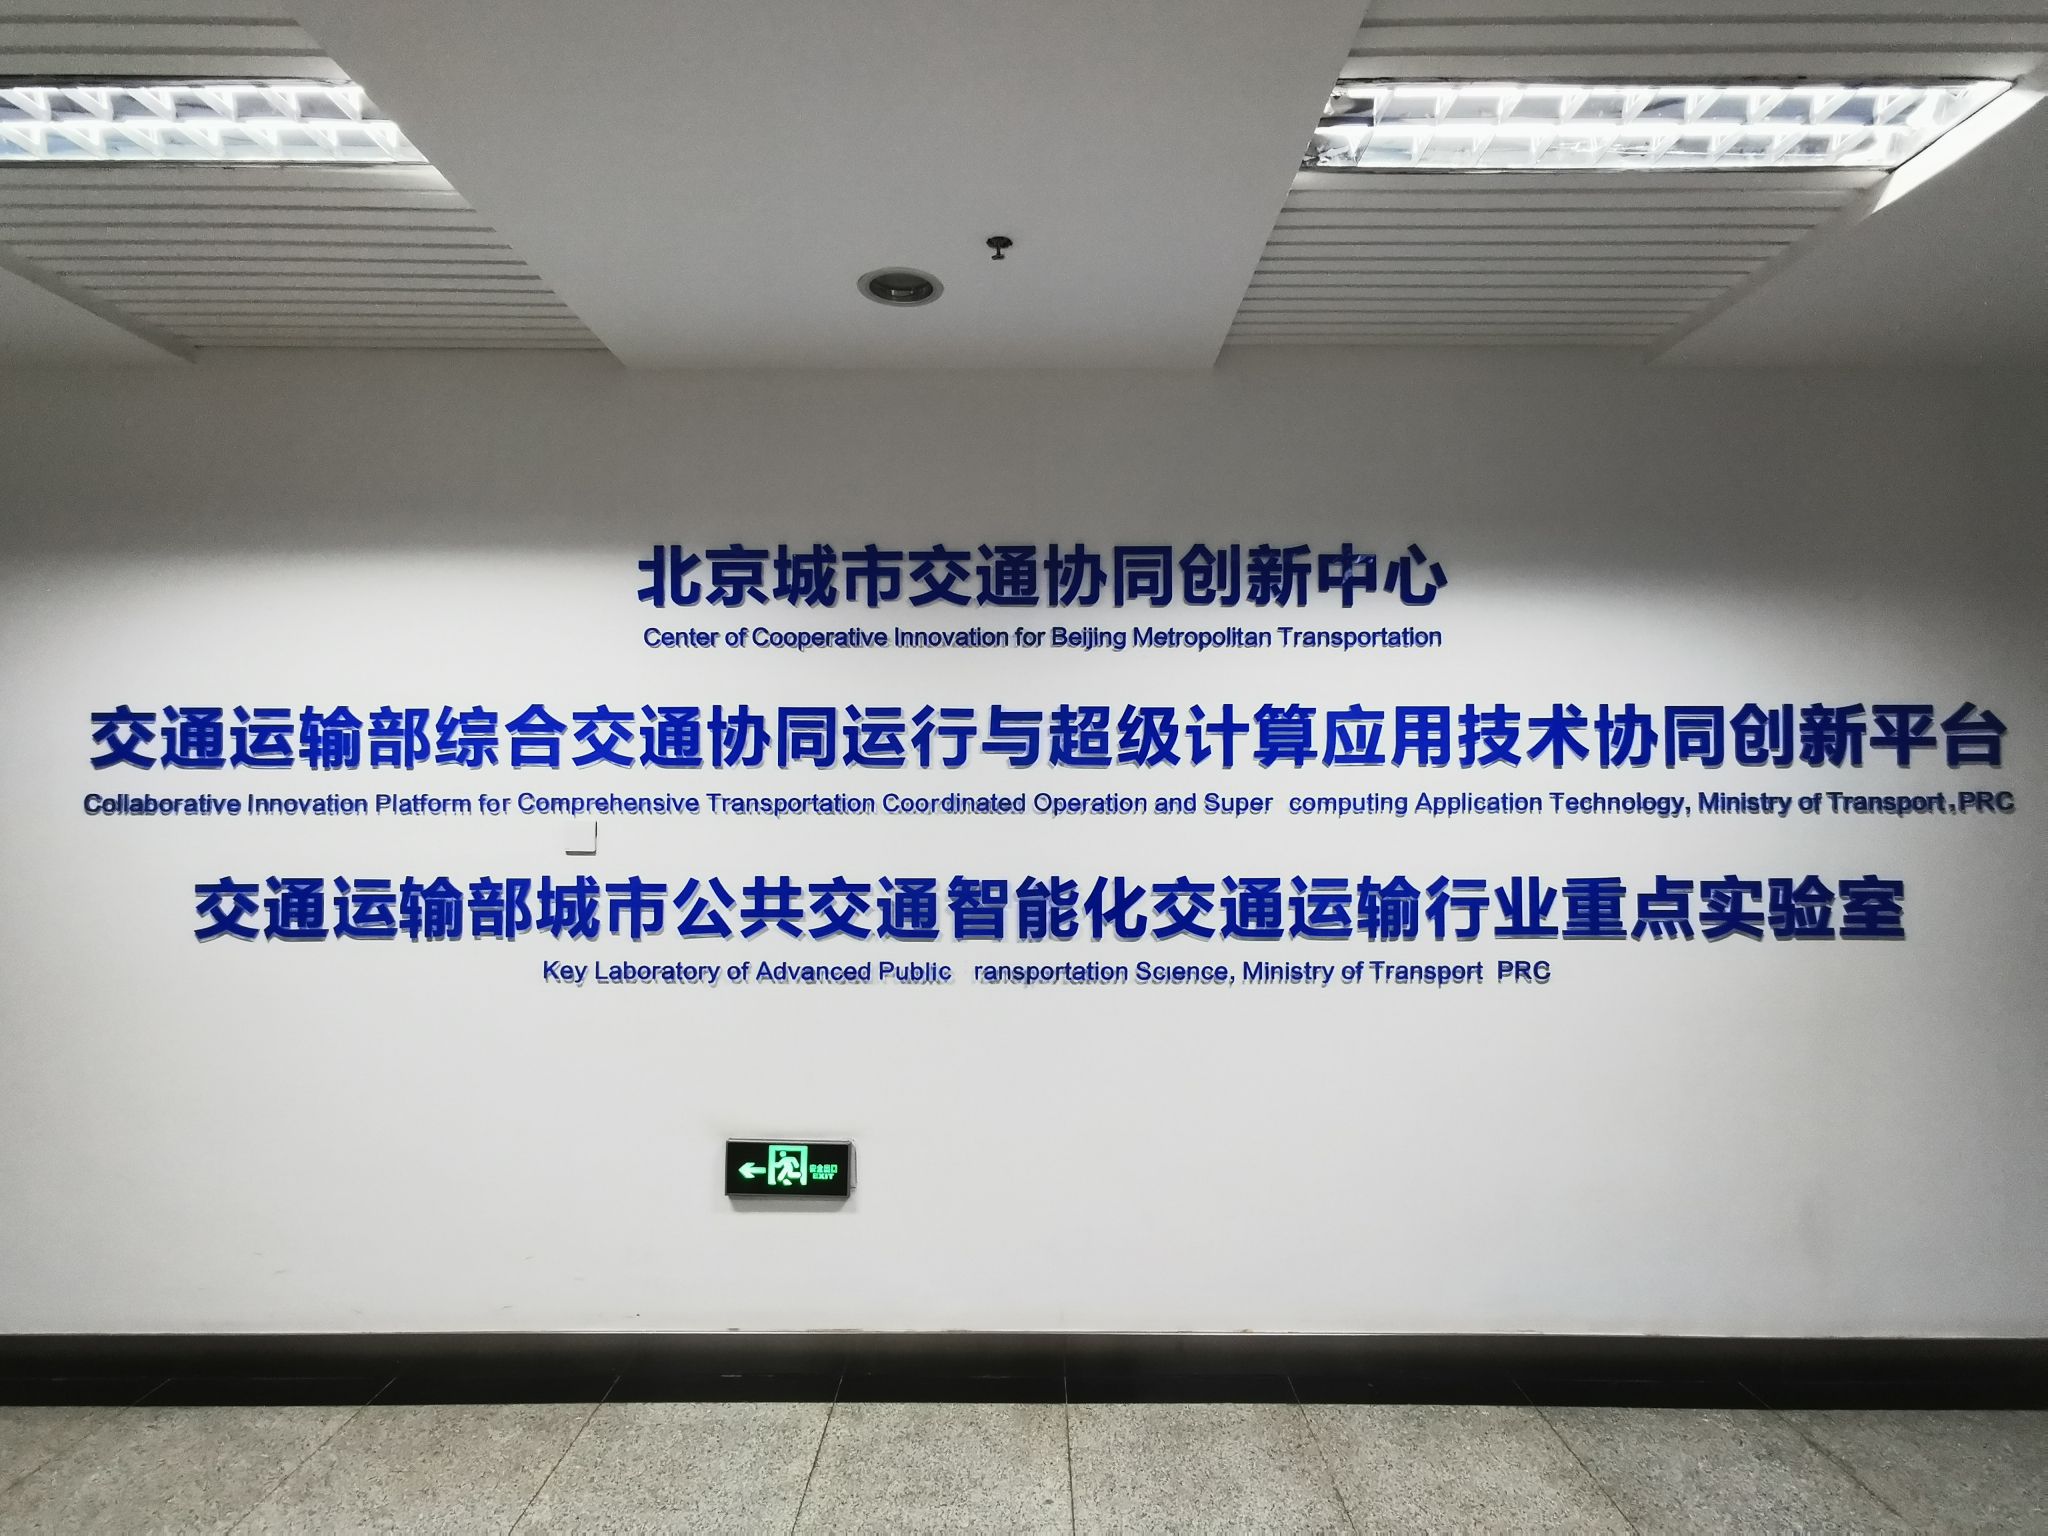 北京城市交通协同创新中心
Center of Cooperative Innovation for Beijing Metropolitan Transportation
交通运输部综合交通协同运行与超级计算应用技术协同创新平台
Collaborative Innovation Platform for Comprehensive Transportation Coordinated Operation and Super computing Application Technology, Ministry of Transport,PRC
交通运输部城市公共交通智能化交通运输行业重点实验室
Key Laboratory of Advanced Public ransportation Science, Ministry of Transport PRC
安全出口
EXIT